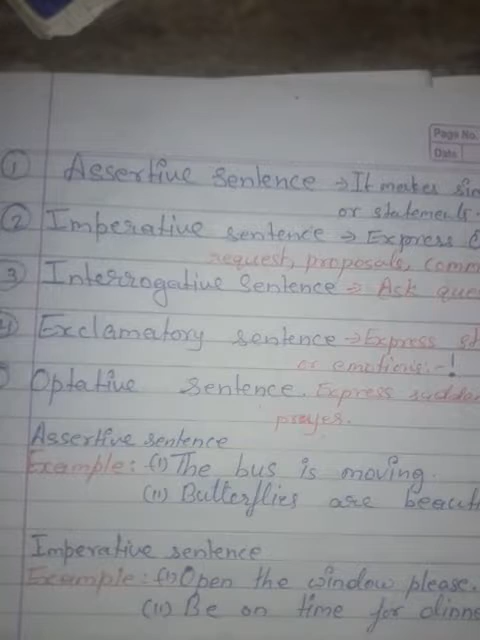 Page No.
Date
① Assertive sentence → It makes
or statements.
② Imperative sentence → Express
request, proposals,
③ Interrogative sentence → Ask
Exclamatory sentence → Express
or emotions. - !
Optative sentence. Express
prayer.
Assertive sentence
Example: (i) The bus is moving.
(ii) Butterflies are
Imperative sentence
Example: (i) Open the window please.
(ii) Be on time for